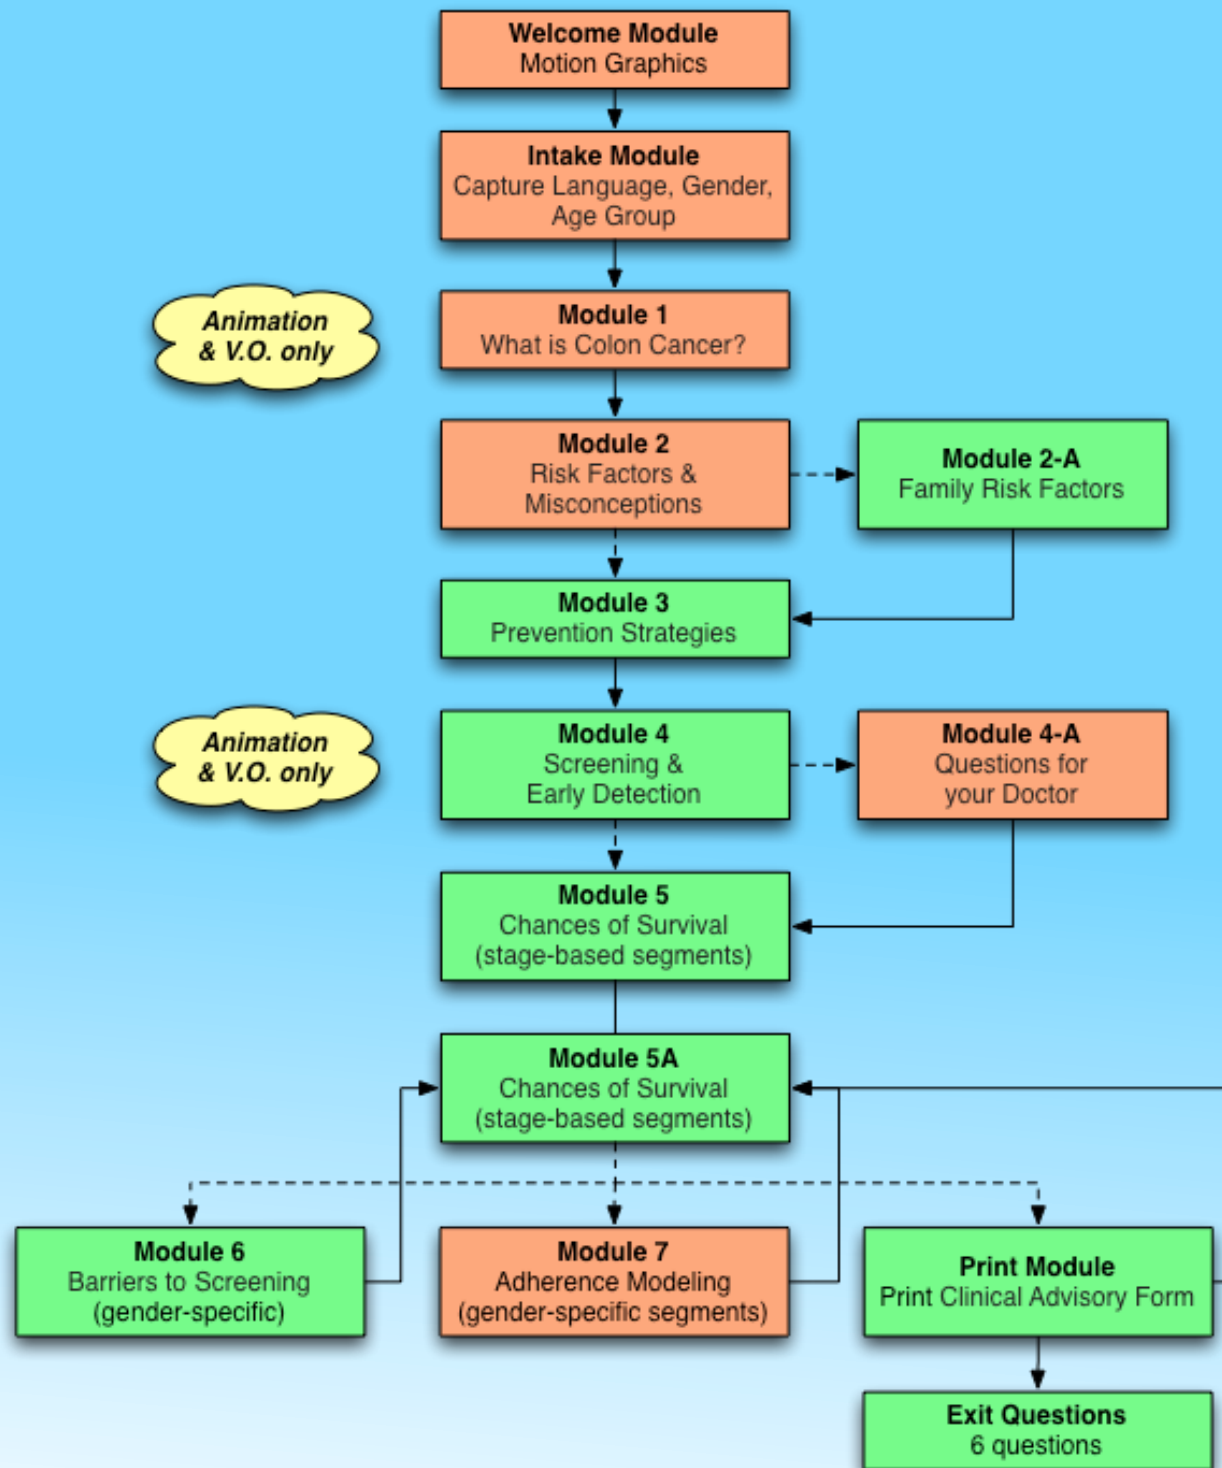 Welcome Module
Motion Graphics
Intake Module
Capture Language, Gender,
Age Group
Animation
& V.O. only
Module 1
What is Colon Cancer?
Module 2
Risk Factors &
Misconceptions
Module 2-A
Family Risk Factors
Module 3
Prevention Strategies
Animation
& V.O. only
Module 4
Screening &
Early Detection
Module 4-A
Questions for
your Doctor
Module 5
Chances of Survival
(stage-based segments)
Module 5A
Chances of Survival
(stage-based segments)
Module 6
Barriers to Screening
(gender-specific)
Module 7
Adherence Modeling
(gender-specific segments)
Print Module
Print Clinical Advisory Form
Exit Questions
6 questions